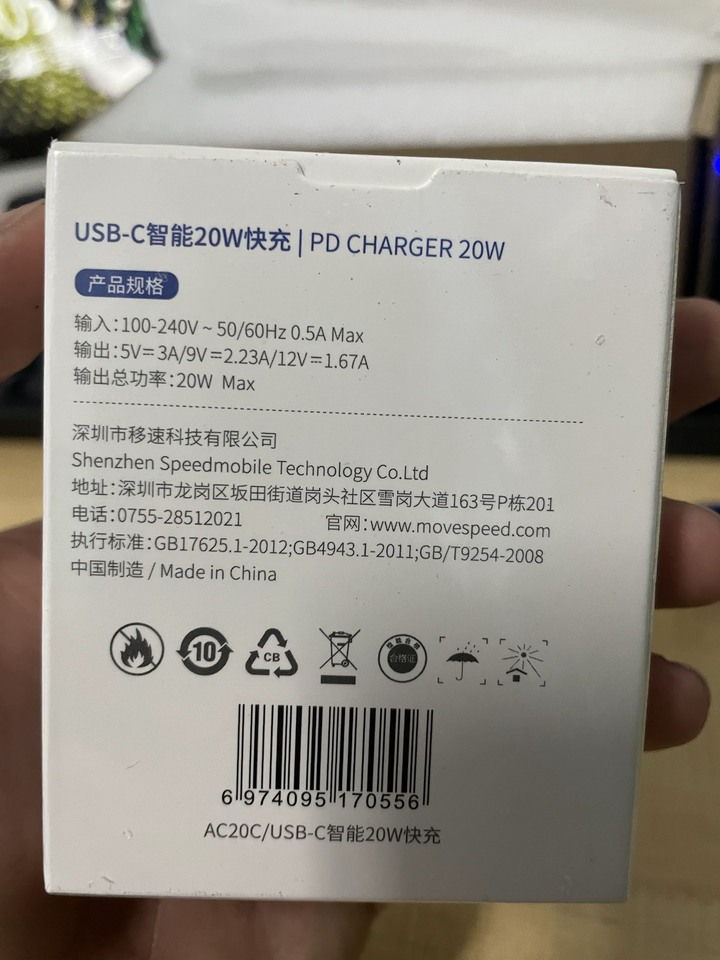 USB-C智能20W快充 | PD CHARGER 20W
产品规格
输入:100-240V ~ 50/60Hz 0.5A Max
输出:5V=3A/9V=2.23A/12V=1.67A
输出总功率:20W Max
深圳市移速科技有限公司
Shenzhen Speedmobile Technology Co.Ltd
地址:深圳市龙岗区坂田街道岗头社区雪岗大道163号P栋201
电话:0755-28512021 官网:www.movespeed.com
执行标准:GB17625.1-2012;GB4943.1-2011;GB/T9254-2008
中国制造 / Made in China
10 CB 合格证
6 974095 170556
AC20C/USB-C智能20W快充